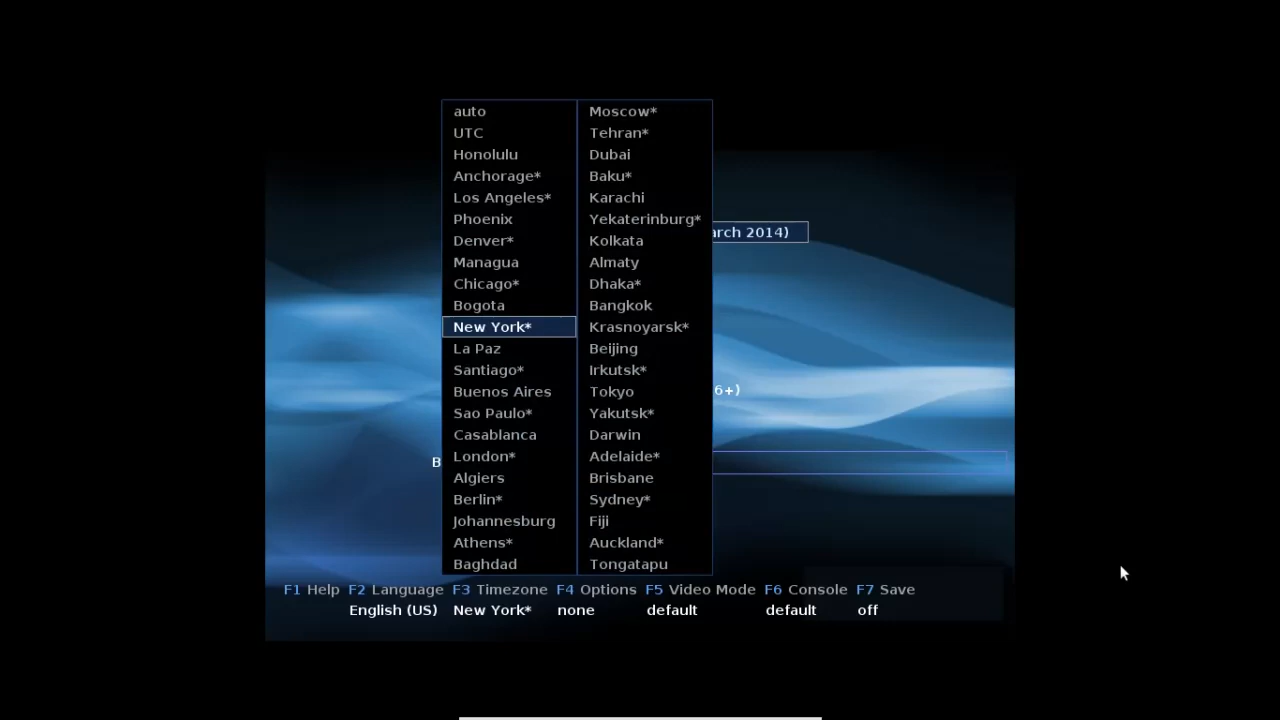 auto
UTC
Honolulu
Anchorage*
Los Angeles*
Phoenix
Denver*
Managua
Chicago*
Bogota
New York*
La Paz
Santiago*
Buenos Aires
Sao Paulo*
Casablanca
London*
Algiers
Berlin*
Johannesburg
Athens*
Baghdad
Moscow*
Tehran*
Dubai
Baku*
Karachi
Yekaterinburg*
Kolkata
Almaty
Dhaka*
Bangkok
Krasnoyarsk*
Beijing
Irkutsk*
Tokyo
Yakutsk*
Darwin
Adelaide*
Brisbane
Sydney*
Fiji
Auckland*
Tongatapu
arch 2014)
6+)
B
F1 Help F2 Language F3 Timezone F4 Options F5 Video Mode F6 Console F7 Save
English (US) New York* none default default off